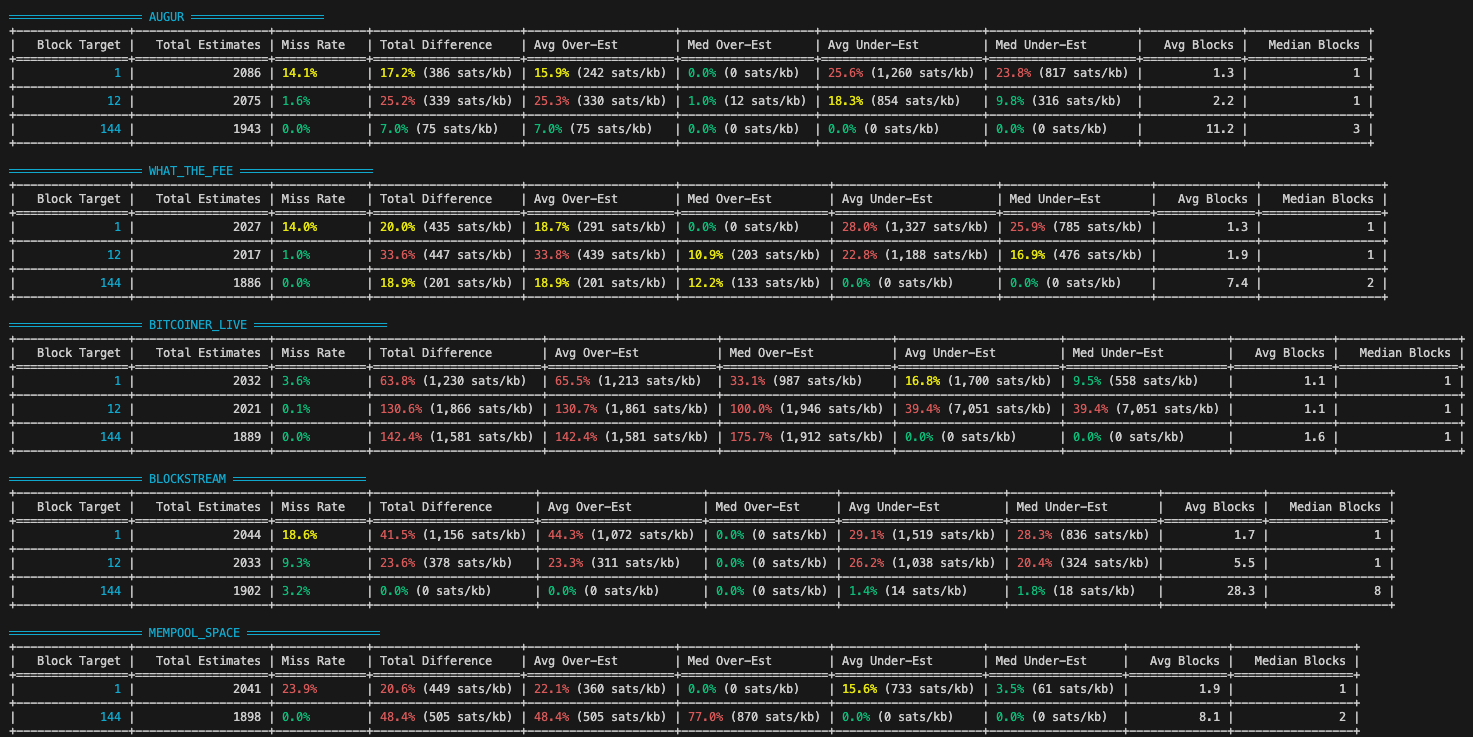 AUGUR
| Block Target | Total Estimates | Miss Rate | Total Difference | Avg Over-Est | Med Over-Est | Avg Under-Est | Med Under-Est | Avg Blocks | Median Blocks |
| 1 | 2086 | 14.1% | 17.2% (386 sats/kb) | 15.9% (242 sats/kb) | 0.0% (0 sats/kb) | 25.6% (1,260 sats/kb) | 23.8% (817 sats/kb) | 1.3 | 1 |
| 12 | 2075 | 1.6% | 25.2% (339 sats/kb) | 25.3% (330 sats/kb) | 1.0% (12 sats/kb) | 18.3% (854 sats/kb) | 9.8% (316 sats/kb) | 2.2 | 1 |
| 144 | 1943 | 0.0% | 7.0% (75 sats/kb) | 7.0% (75 sats/kb) | 0.0% (0 sats/kb) | 0.0% (0 sats/kb) | 0.0% (0 sats/kb) | 11.2 | 3 |
WHAT_THE_FEE
| Block Target | Total Estimates | Miss Rate | Total Difference | Avg Over-Est | Med Over-Est | Avg Under-Est | Med Under-Est | Avg Blocks | Median Blocks |
| 1 | 2027 | 14.0% | 20.0% (435 sats/kb) | 18.7% (291 sats/kb) | 0.0% (0 sats/kb) | 28.0% (1,327 sats/kb) | 25.9% (785 sats/kb) | 1.3 | 1 |
| 12 | 2017 | 1.0% | 33.6% (447 sats/kb) | 33.8% (439 sats/kb) | 10.9% (203 sats/kb) | 22.8% (1,188 sats/kb) | 16.9% (476 sats/kb) | 1.9 | 1 |
| 144 | 1886 | 0.0% | 18.9% (201 sats/kb) | 18.9% (201 sats/kb) | 12.2% (133 sats/kb) | 0.0% (0 sats/kb) | 0.0% (0 sats/kb) | 7.4 | 2 |
BITCOINER_LIVE
| Block Target | Total Estimates | Miss Rate | Total Difference | Avg Over-Est | Med Over-Est | Avg Under-Est | Med Under-Est | Avg Blocks | Median Blocks |
| 1 | 2032 | 3.6% | 63.8% (1,230 sats/kb) | 65.5% (1,213 sats/kb) | 33.1% (987 sats/kb) | 16.8% (1,700 sats/kb) | 9.5% (558 sats/kb) | 1.1 | 1 |
| 12 | 2021 | 0.1% | 130.6% (1,866 sats/kb) | 130.7% (1,861 sats/kb) | 100.0% (1,946 sats/kb) | 39.4% (7,051 sats/kb) | 39.4% (7,051 sats/kb) | 1.1 | 1 |
| 144 | 1889 | 0.0% | 142.4% (1,581 sats/kb) | 142.4% (1,581 sats/kb) | 175.7% (1,912 sats/kb) | 0.0% (0 sats/kb) | 0.0% (0 sats/kb) | 1.6 | 1 |
BLOCKSTREAM
| Block Target | Total Estimates | Miss Rate | Total Difference | Avg Over-Est | Med Over-Est | Avg Under-Est | Med Under-Est | Avg Blocks | Median Blocks |
| 1 | 2044 | 18.6% | 41.5% (1,156 sats/kb) | 44.3% (1,072 sats/kb) | 0.0% (0 sats/kb) | 29.1% (1,519 sats/kb) | 28.3% (836 sats/kb) | 1.7 | 1 |
| 12 | 2033 | 9.3% | 23.6% (378 sats/kb) | 23.3% (311 sats/kb) | 0.0% (0 sats/kb) | 26.2% (1,038 sats/kb) | 20.4% (324 sats/kb) | 5.5 | 1 |
| 144 | 1902 | 3.2% | 0.0% (0 sats/kb) | 0.0% (0 sats/kb) | 0.0% (0 sats/kb) | 1.4% (14 sats/kb) | 1.8% (18 sats/kb) | 28.3 | 8 |
MEMPOOL_SPACE
| Block Target | Total Estimates | Miss Rate | Total Difference | Avg Over-Est | Med Over-Est | Avg Under-Est | Med Under-Est | Avg Blocks | Median Blocks |
| 1 | 2041 | 23.9% | 20.6% (449 sats/kb) | 22.1% (360 sats/kb) | 0.0% (0 sats/kb) | 15.6% (733 sats/kb) | 3.5% (61 sats/kb) | 1.9 | 1 |
| 144 | 1898 | 0.0% | 48.4% (505 sats/kb) | 48.4% (505 sats/kb) | 77.0% (870 sats/kb) | 0.0% (0 sats/kb) | 0.0% (0 sats/kb) | 8.1 | 2 |